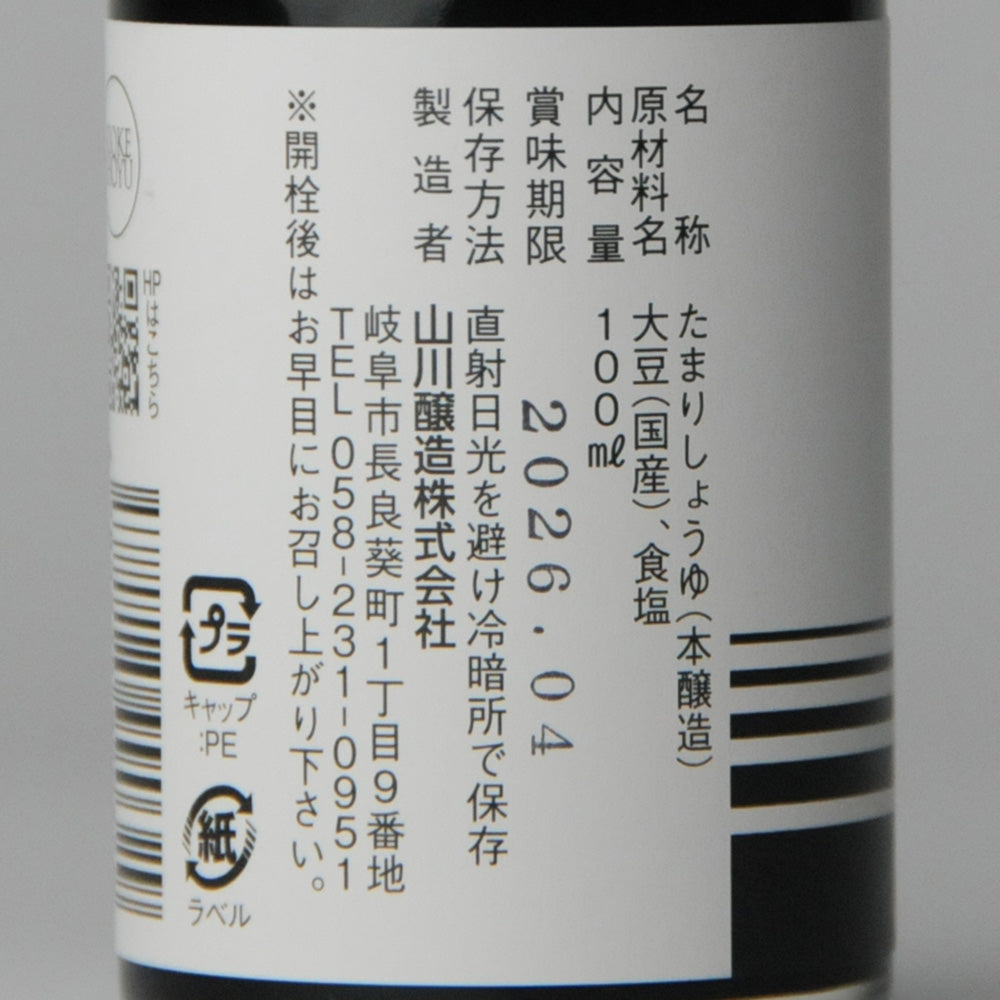 名称 たまりしょうゆ(本醸造)
原材料名 大豆(国産)、食塩
内容量 100㎖
賞味期限 2026.04
保存方法 直射日光を避け冷暗所で保存
製造者 山川醸造株式会社
岐阜市長良葵町1丁目9番地
TEL 058-231-0951
※開栓後はお早目にお召し上がり下さい。
プラ
キャップ
:PE
紙
ラベル
HPはこちら